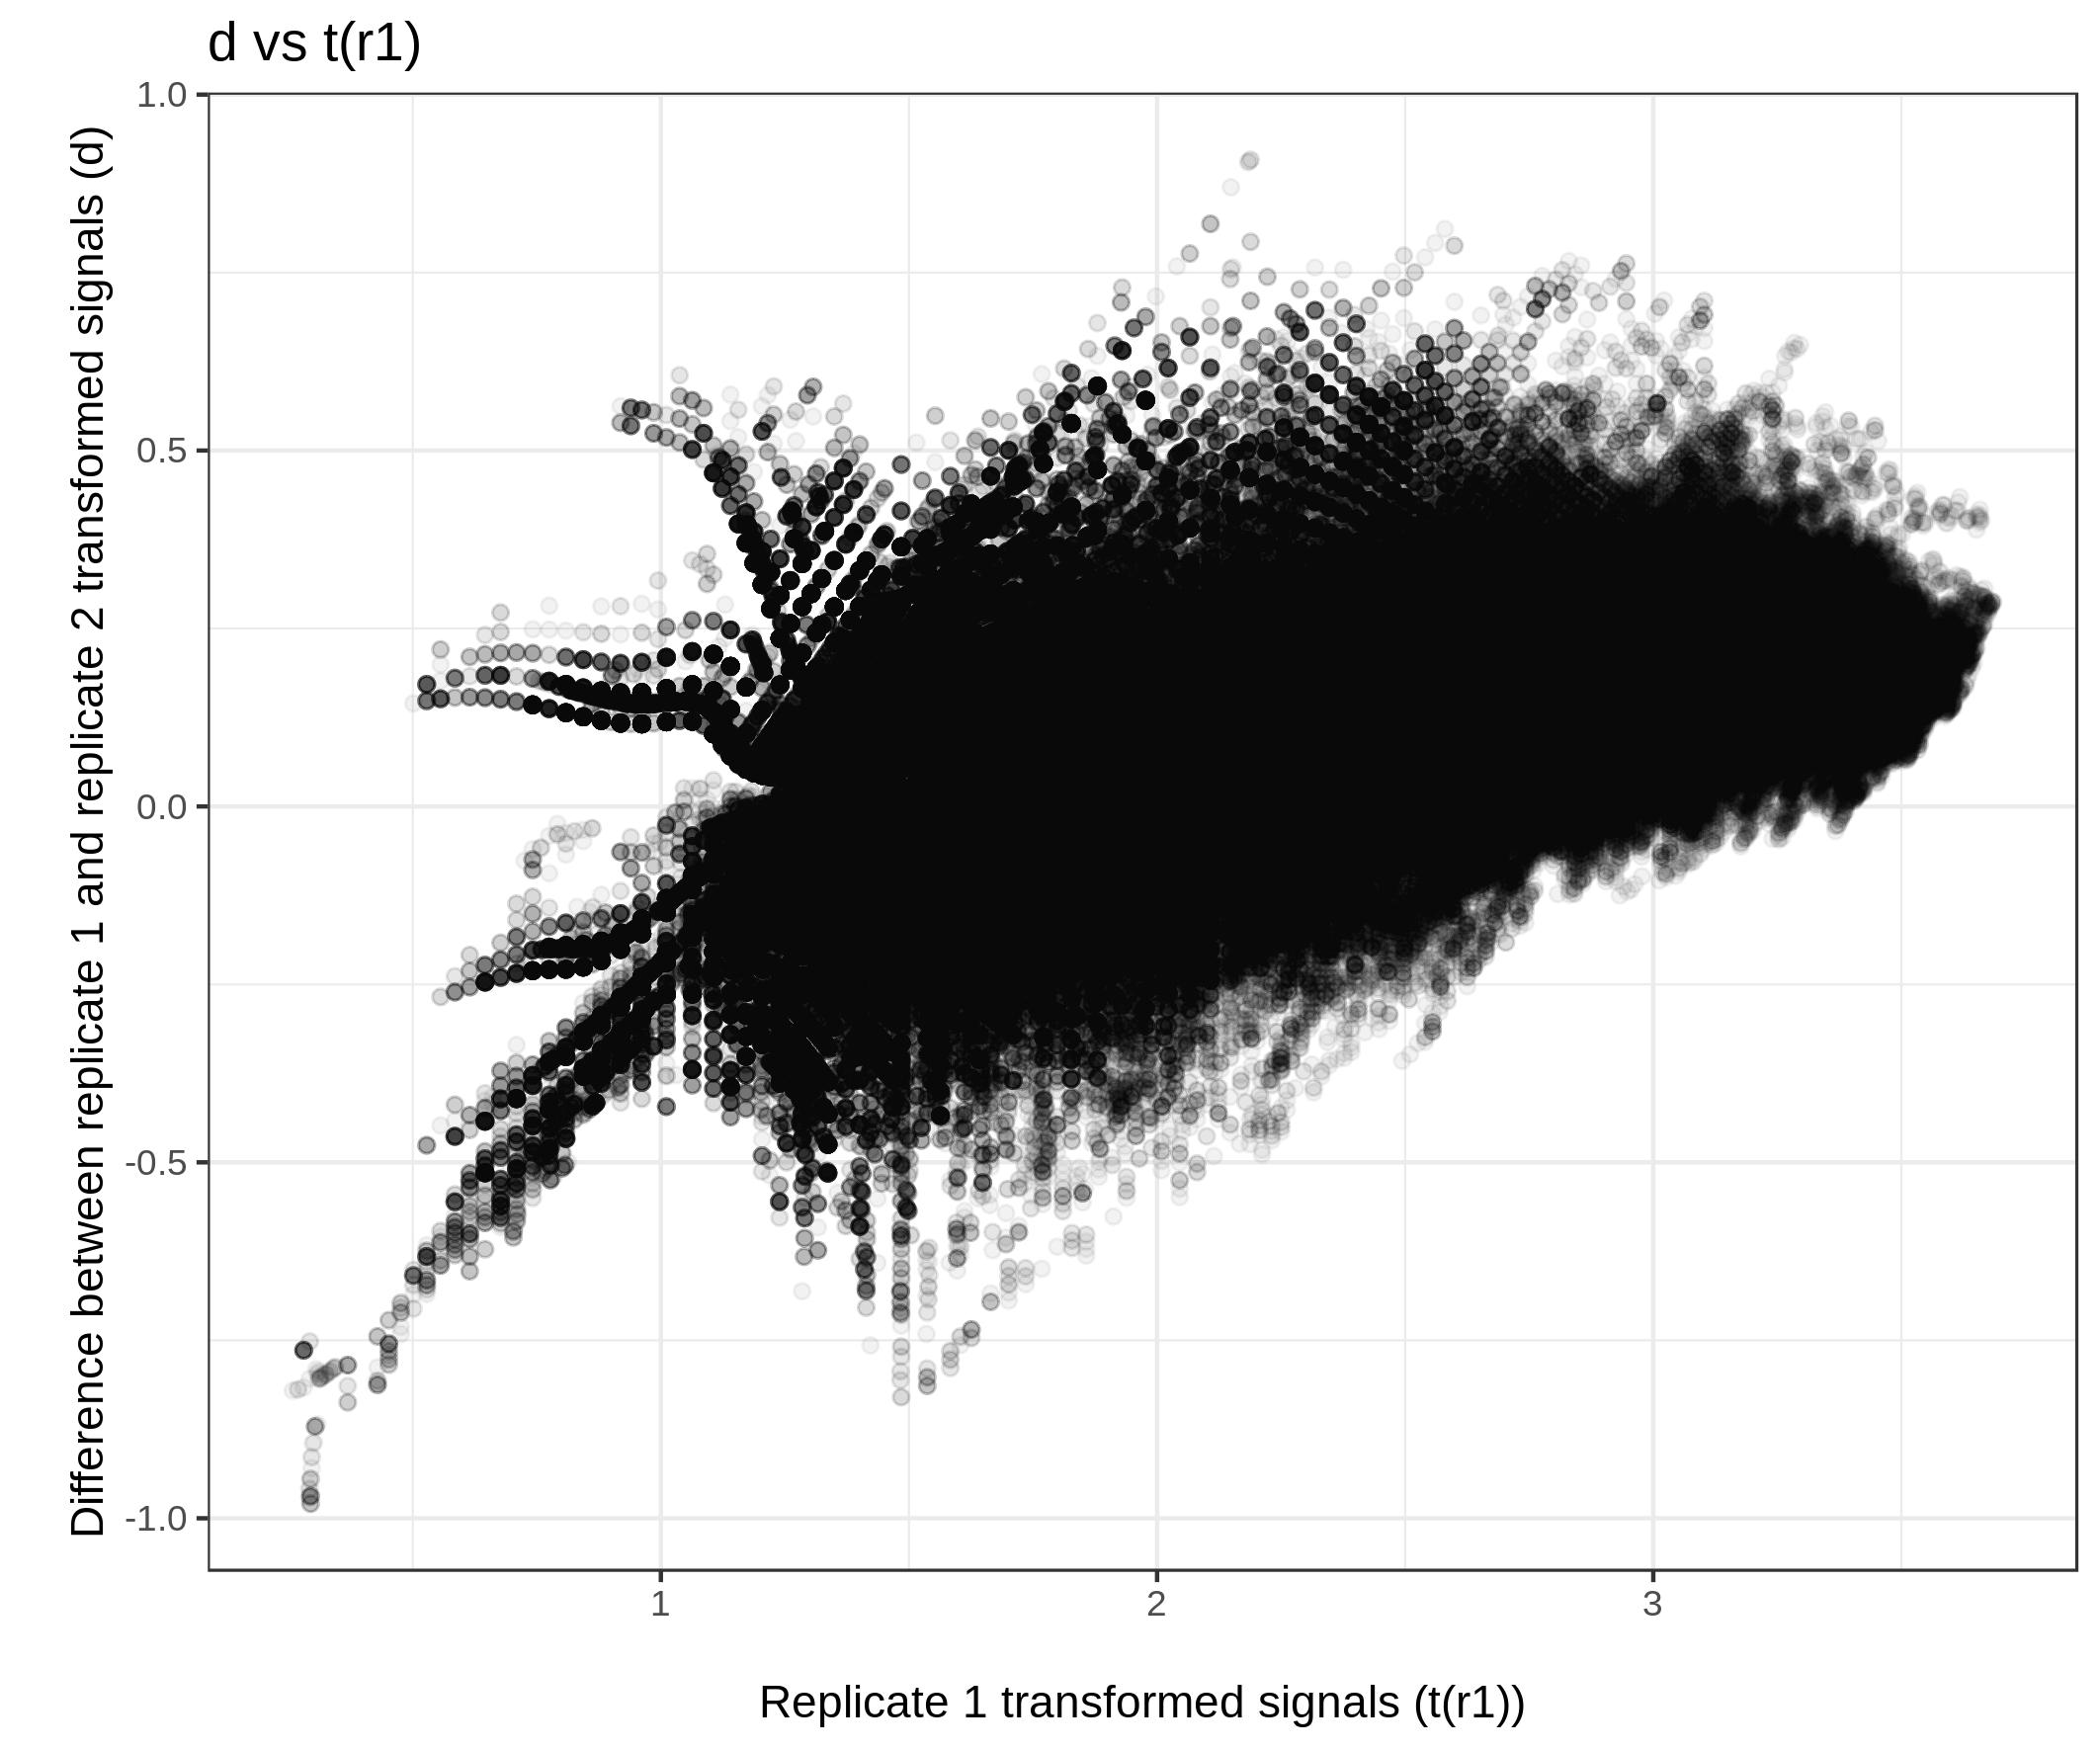 d vs t(r1)
Difference between replicate 1 and replicate 2 transformed signals (d)
1.0
0.5
0.0
-0.5
-1.0
1 2 3
Replicate 1 transformed signals (t(r1))